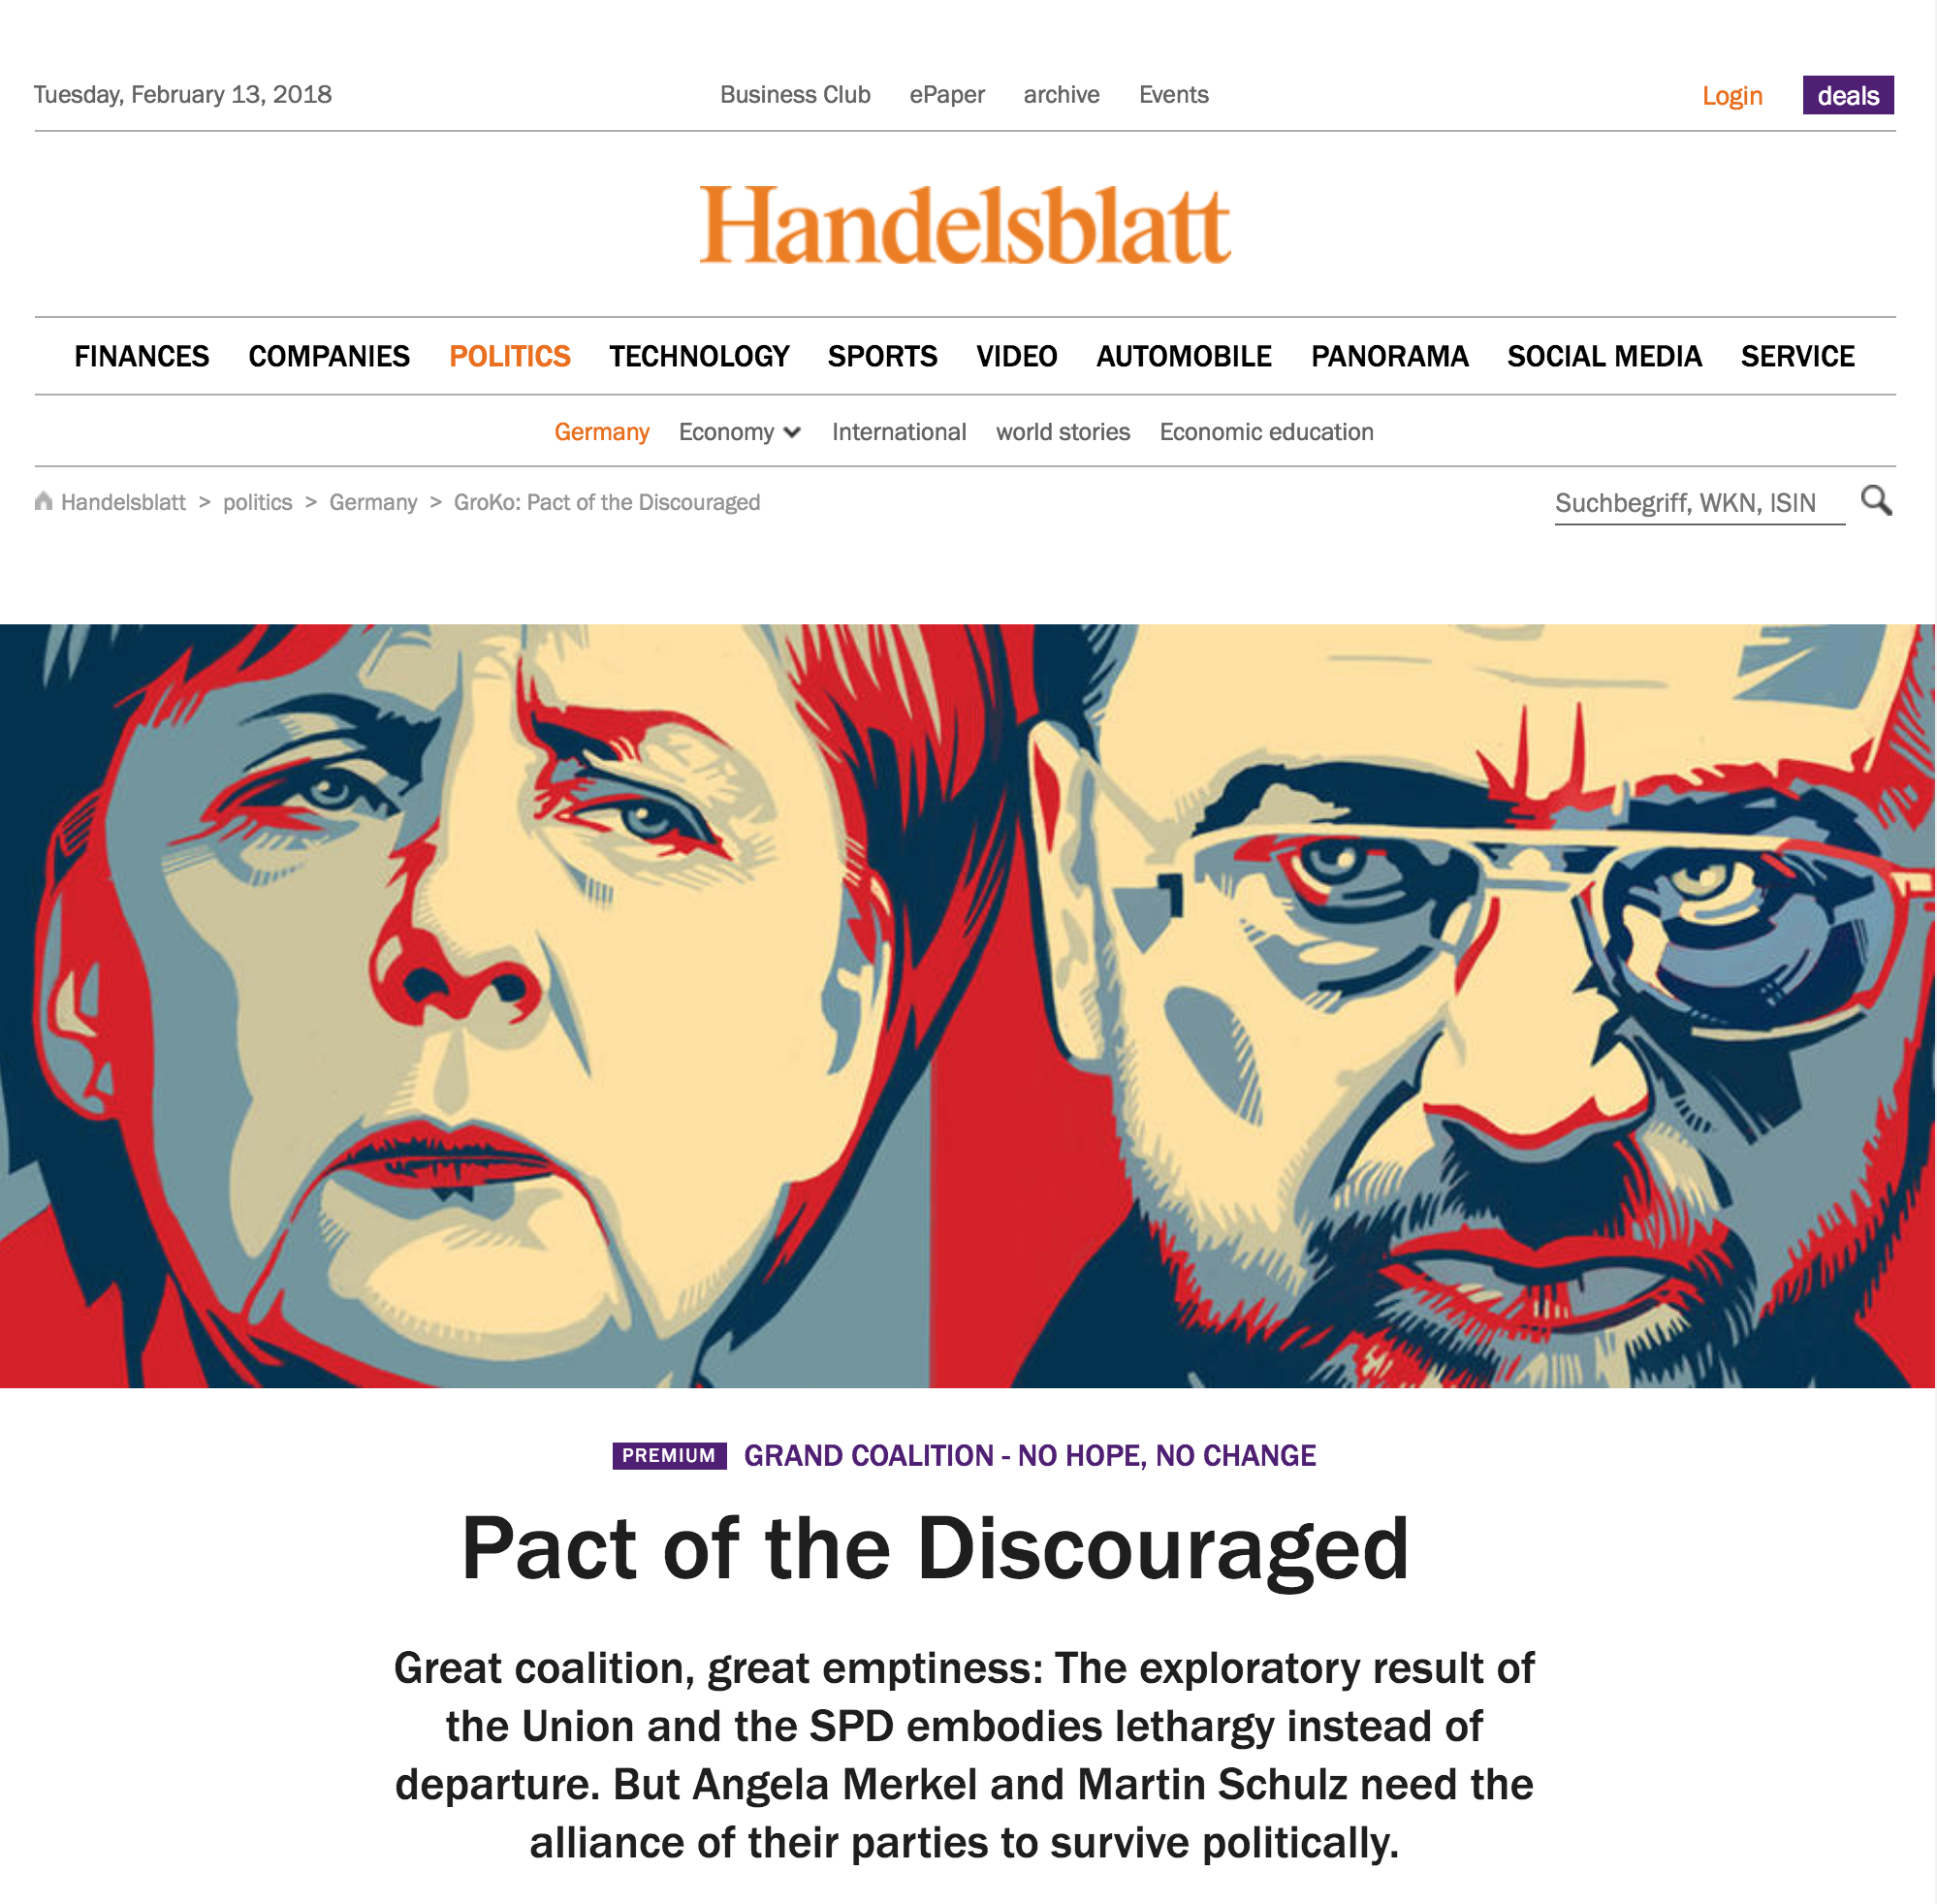 Tuesday, February 13, 2018 Business Club ePaper archive Events Login deals
Handelsblatt
FINANCES COMPANIES POLITICS TECHNOLOGY SPORTS VIDEO AUTOMOBILE PANORAMA SOCIAL MEDIA SERVICE
Germany Economy International world stories Economic education
Handelsblatt > politics > Germany > GroKo: Pact of the Discouraged Suchbegriff, WKN, ISIN
PREMIUM GRAND COALITION - NO HOPE, NO CHANGE
Pact of the Discouraged
Great coalition, great emptiness: The exploratory result of
the Union and the SPD embodies lethargy instead of
departure. But Angela Merkel and Martin Schulz need the
alliance of their parties to survive politically.